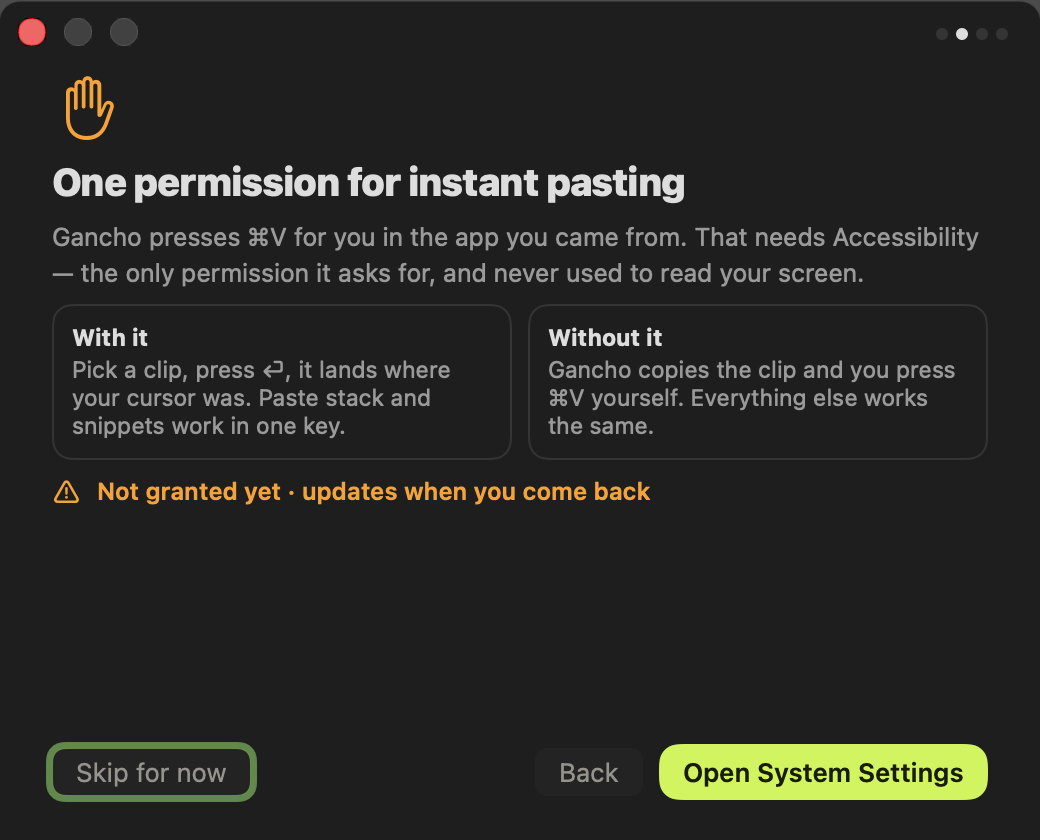 One permission for instant pasting
Gancho presses ⌘V for you in the app you came from. That needs Accessibility
— the only permission it asks for, and never used to read your screen.
With it
Pick a clip, press ⏎, it lands where
your cursor was. Paste stack and
snippets work in one key.
Without it
Gancho copies the clip and you press
⌘V yourself. Everything else works
the same.
Not granted yet · updates when you come back
Skip for now
Back
Open System Settings